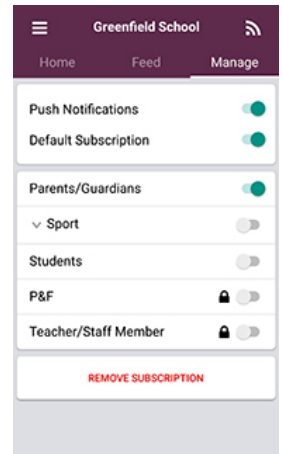 Greenfield School
Home Feed Manage
Push Notifications
Default Subscription
Parents/Guardians
Sport
Students
P&F
Teacher/Staff Member
REMOVE SUBSCRIPTION